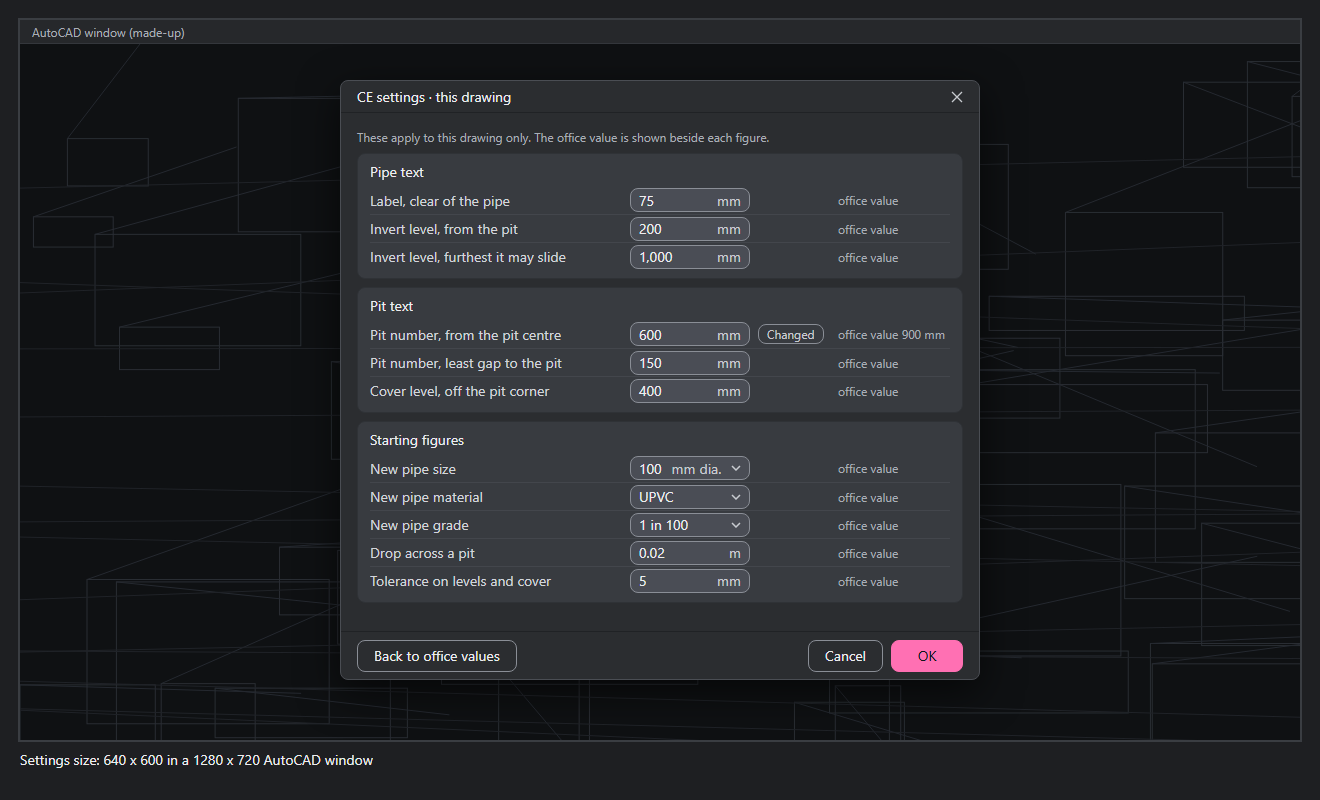 AutoCAD window (made-up)
CE settings · this drawing
These apply to this drawing only. The office value is shown beside each figure.
Pipe text
Label, clear of the pipe 75 mm office value
Invert level, from the pit 200 mm office value
Invert level, furthest it may slide 1,000 mm office value
Pit text
Pit number, from the pit centre 600 mm Changed office value 900 mm
Pit number, least gap to the pit 150 mm office value
Cover level, off the pit corner 400 mm office value
Starting figures
New pipe size 100 mm dia. office value
New pipe material UPVC office value
New pipe grade 1 in 100 office value
Drop across a pit 0.02 m office value
Tolerance on levels and cover 5 mm office value
Back to office values Cancel OK
Settings size: 640 x 600 in a 1280 x 720 AutoCAD window